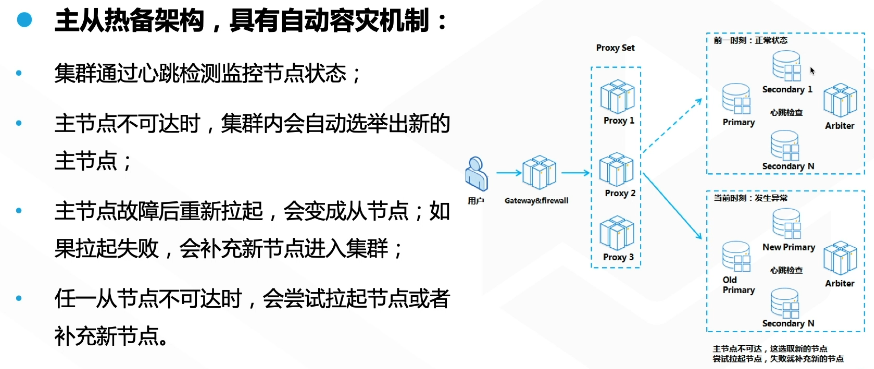 主从热备架构，具有自动容灾机制：
集群通过心跳检测监控节点状态；
主节点不可达时，集群内会自动选举出新的
主节点；
主节点故障后重新拉起，会变成从节点；如
果拉起失败，会补充新节点进入集群；
任一从节点不可达时，会尝试拉起节点或者
补充新节点。
用户
Gateway&firewall
Proxy Set
Proxy 1
Proxy 2
Proxy 3
前一时刻：正常状态
Secondary 1
Primary
心跳检查
Arbiter
Secondary N
当前时刻：发生异常
New Primary
Old
Primary
心跳检查
Arbiter
Secondary N
主节点不可达，这选取新的节点
尝试拉起节点，失败就补充新的节点